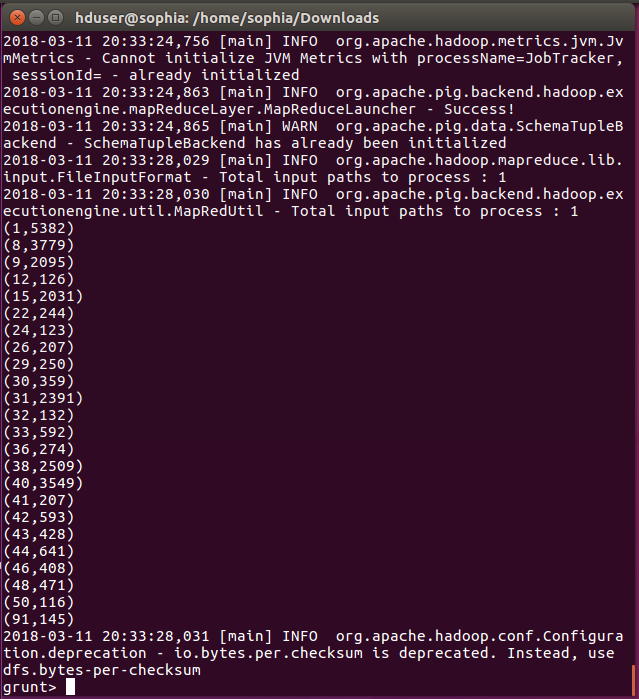 hduser@sophia: /home/sophia/Downloads
2018-03-11 20:33:24,756 [main] INFO  org.apache.hadoop.metrics.jvm.Jv
mMetrics - Cannot initialize JVM Metrics with processName=JobTracker,
 sessionId= - already initialized
2018-03-11 20:33:24,863 [main] INFO  org.apache.pig.backend.hadoop.ex
ecutionengine.mapReduceLayer.MapReduceLauncher - Success!
2018-03-11 20:33:24,865 [main] WARN  org.apache.pig.data.SchemaTupleB
ackend - SchemaTupleBackend has already been initialized
2018-03-11 20:33:28,029 [main] INFO  org.apache.hadoop.mapreduce.lib.
input.FileInputFormat - Total input paths to process : 1
2018-03-11 20:33:28,030 [main] INFO  org.apache.pig.backend.hadoop.ex
ecutionengine.util.MapRedUtil - Total input paths to process : 1
(1,5382)
(8,3779)
(9,2095)
(12,126)
(15,2031)
(22,244)
(24,123)
(26,207)
(29,250)
(30,359)
(31,2391)
(32,132)
(33,592)
(36,274)
(38,2509)
(40,3549)
(41,207)
(42,593)
(43,428)
(44,641)
(46,408)
(48,471)
(50,116)
(91,145)
2018-03-11 20:33:28,031 [main] INFO  org.apache.hadoop.conf.Configura
tion.deprecation - io.bytes.per.checksum is deprecated. Instead, use
dfs.bytes-per-checksum
grunt>